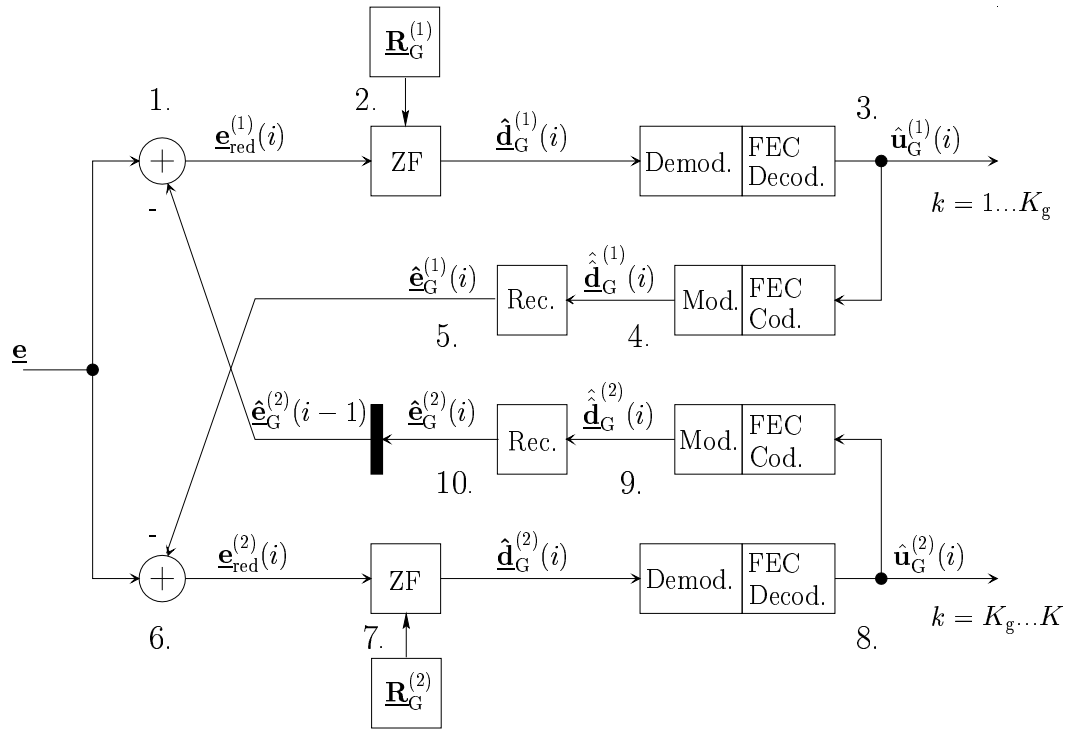 R_G^(1)
1.
2.
3.
e_red^(1)(i)
d̂_G^(1)(i)
û_G^(1)(i)
+
ZF
Demod.
FEC
Decod.
-
k = 1...K_g
ê_G^(1)(i)
d̂̂_G^(1)(i)
Rec.
Mod.
FEC
Cod.
5.
4.
e
ê_G^(2)(i − 1)
ê_G^(2)(i)
d̂̂_G^(2)(i)
Rec.
Mod.
FEC
Cod.
10.
9.
-
e_red^(2)(i)
d̂_G^(2)(i)
û_G^(2)(i)
+
ZF
Demod.
FEC
Decod.
k = K_g...K
6.
7.
8.
R_G^(2)